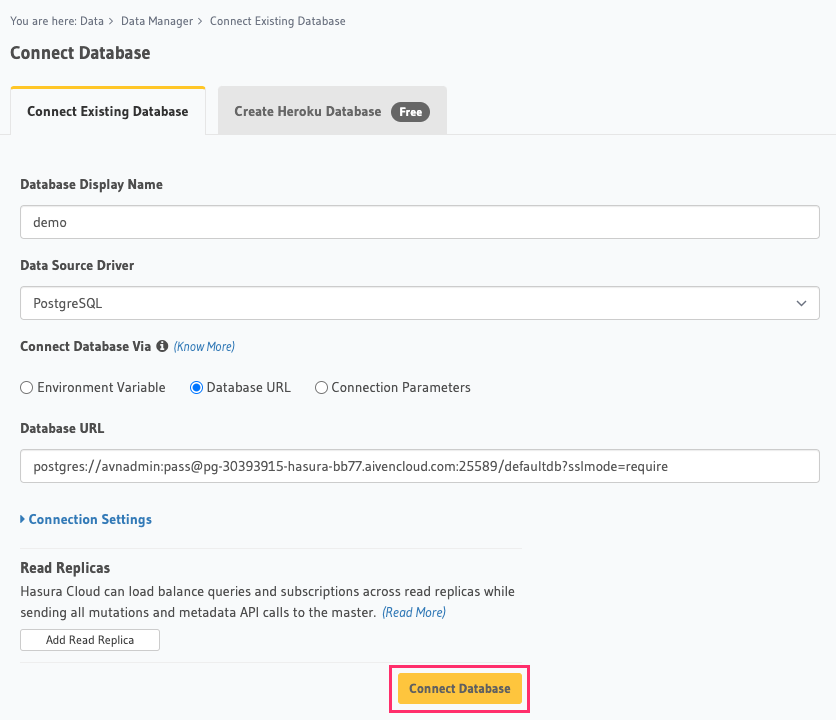 You are here: Data > Data Manager > Connect Existing Database
Connect Database
Connect Existing Database
Create Heroku Database Free
Database Display Name
demo
Data Source Driver
PostgreSQL
Connect Database Via (Know More)
Environment Variable Database URL Connection Parameters
Database URL
postgres://avnadmin:pass@pg-30393915-hasura-bb77.aivencloud.com:25589/defaultdb?sslmode=require
Connection Settings
Read Replicas
Hasura Cloud can load balance queries and subscriptions across read replicas while
sending all mutations and metadata API calls to the master. (Read More)
Add Read Replica
Connect Database